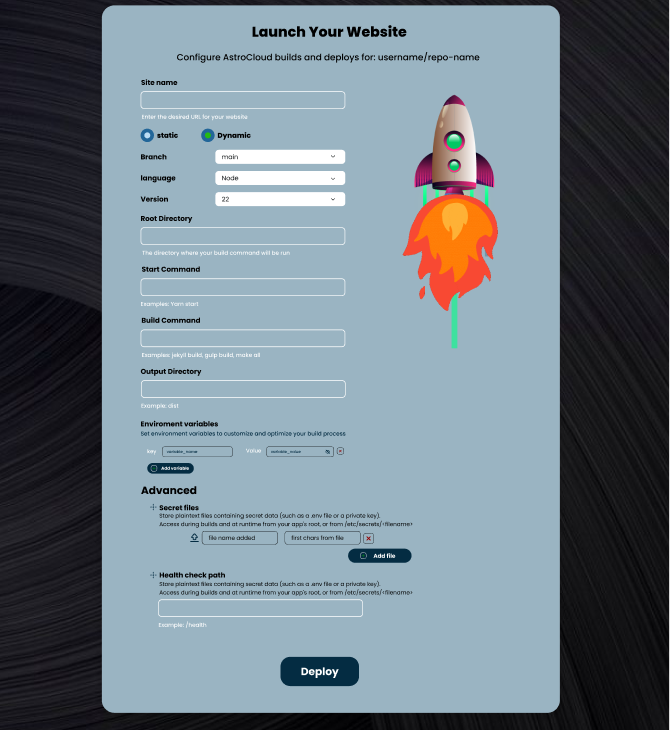 Launch Your Website
Configure AstroCloud builds and deploys for: username/repo-name
Site name
Enter the desired URL for your website
static Dynamic
Branch main
language Node
Version 22
Root Directory
The directory where your build command will be run
Start Command
Examples: Yarn start
Build Command
Examples: jekyll build, gulp build, make all
Output Directory
Example: dist
Enviroment variables
Set environment variables to customize and optimize your build process
key variable_name Value variable_value
Add variable
Advanced
Secret files
Store plaintext files containing secret data (such as a .env file or a private key).
Access during builds and at runtime from your app's root, or from /etc/secrets/<filename>
file name added first chars from file
Add file
Health check path
Store plaintext files containing secret data (such as a .env file or a private key).
Access during builds and at runtime from your app's root, or from /etc/secrets/<filename>
Example: /health
Deploy